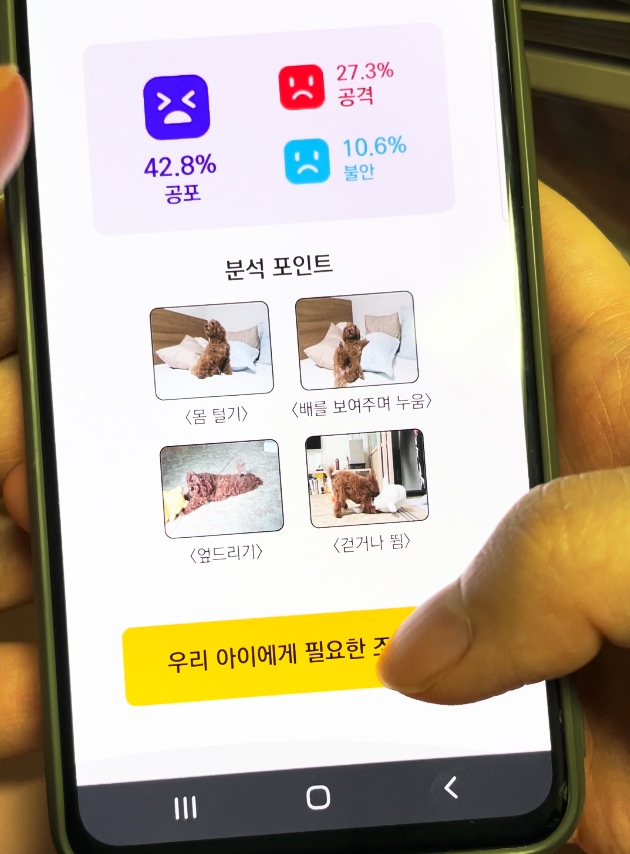 42.8%
공포
27.3%
공격
10.6%
불안
분석 포인트
<몸 털기>
<배를 보여주며 누움>
<엎드리기>
<걷거나 뜀>
우리 아이에게 필요한